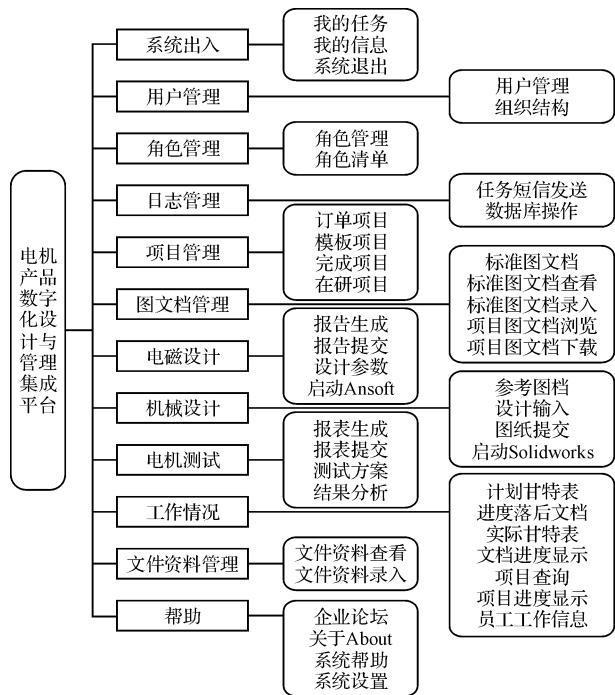 电机
产品
数字
化设
计与
管理
集成
平台
系统出入
我的任务
我的信息
系统退出
用户管理
用户管理
组织结构
角色管理
角色管理
角色清单
日志管理
任务短信发送
数据库操作
项目管理
订单项目
模板项目
完成项目
在研项目
图文档管理
标准图文档
标准图文档查看
标准图文档录入
项目图文档浏览
项目图文档下载
电磁设计
报告生成
报告提交
设计参数
启动Ansoft
机械设计
参考图档
设计输入
图纸提交
启动Solidworks
电机测试
报表生成
报表提交
测试方案
结果分析
工作情况
计划甘特表
进度落后文档
实际甘特表
文档进度显示
项目查询
项目进度显示
员工工作信息
文件资料管理
文件资料查看
文件资料录入
帮助
企业论坛
关于About
系统帮助
系统设置